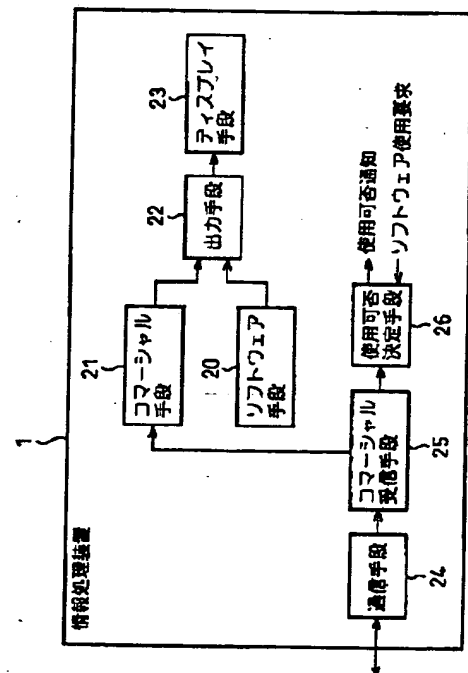 1
情報処理装置
21
コマーシャル
手段
20
ソフトウェア
手段
22
出力手段
23
ディスプレイ
手段
24
通信手段
25
コマーシャル
受信手段
26
使用可否
決定手段
使用可否通知
ソフトウェア使用要求